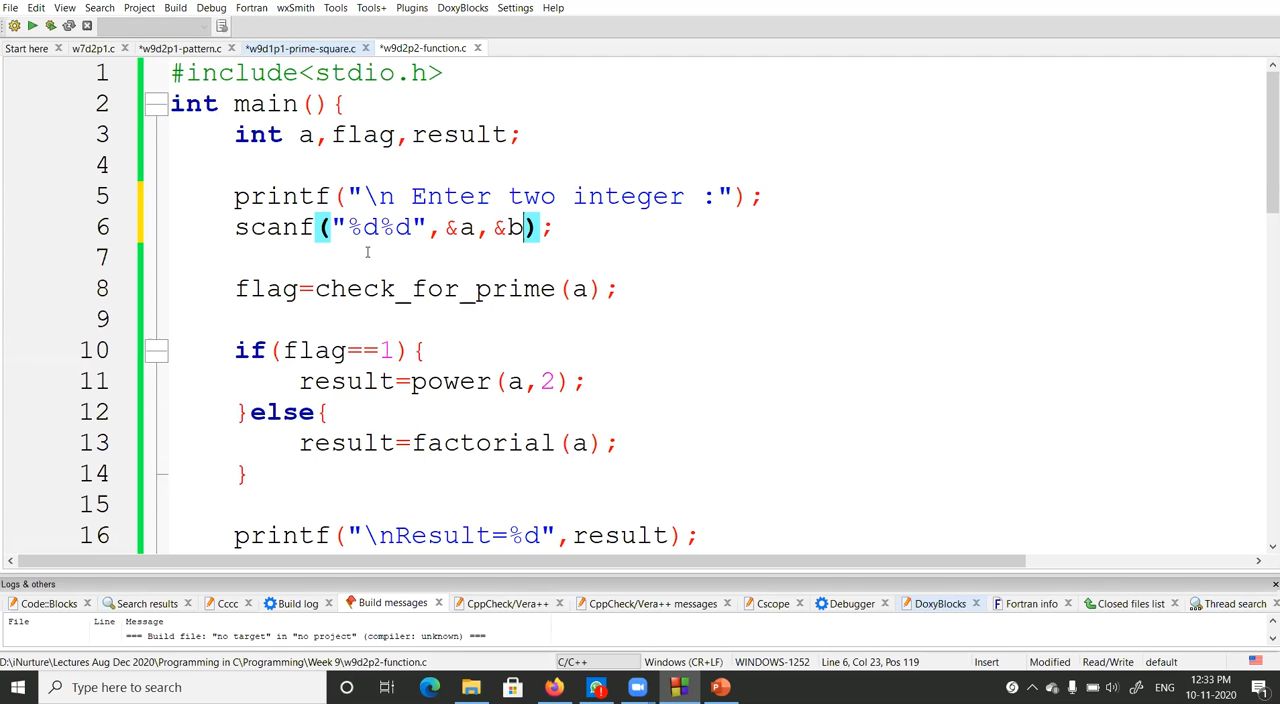 File Edit View Search Project Build Debug Fortran wxSmith Tools Tools+ Plugins DoxyBlocks Settings Help
Start here w7d2p1.c *w9d2p1-pattern.c *w9d1p1-prime-square.c *w9d2p2-function.c
1 #include<stdio.h>
2 int main(){
3 int a,flag,result;
4
5 printf("\n Enter two integer :");
6 scanf("%d%d",&a,&b);
7
8 flag=check_for_prime(a);
9
10 if(flag==1){
11 result=power(a,2);
12 }else{
13 result=factorial(a);
14 }
15
16 printf("\nResult=%d",result);
Logs & others
Code::Blocks Search results Cccc Build log Build messages CppCheck/Vera++ CppCheck/Vera++ messages Cscope Debugger DoxyBlocks Fortran info Closed files list Thread search
File Line Message
=== Build file: "no target" in "no project" (compiler: unknown) ===
D:\iNurture\Lectures Aug Dec 2020\Programming in C\Programming\Week 9\w9d2p2-function.c C/C++ Windows (CR+LF) WINDOWS-1252 Line 6, Col 23, Pos 119 Insert Modified Read/Write default
Type here to search
ENG
12:33 PM
10-11-2020
1